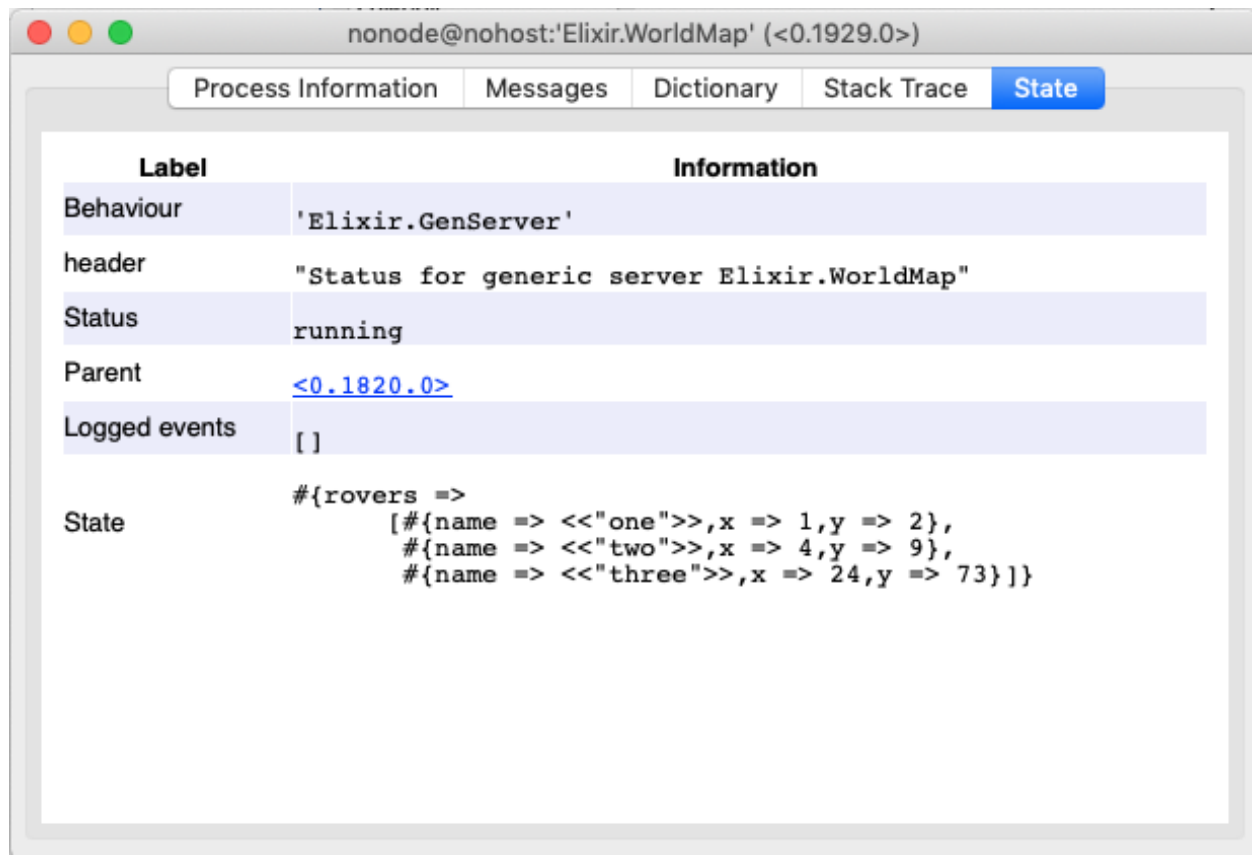 nonode@nohost:'Elixir.WorldMap' (<0.1929.0>)
Process Information Messages Dictionary Stack Trace State
Label Information
Behaviour 'Elixir.GenServer'
header "Status for generic server Elixir.WorldMap"
Status running
Parent <0.1820.0>
Logged events []
State #{rovers =>
[#{name => <<"one">>,x => 1,y => 2},
#{name => <<"two">>,x => 4,y => 9},
#{name => <<"three">>,x => 24,y => 73}]}